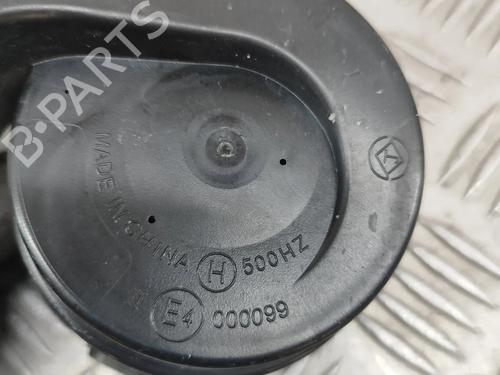 B-PARTS
K
MADE IN CHINA H 500HZ
E4 000099